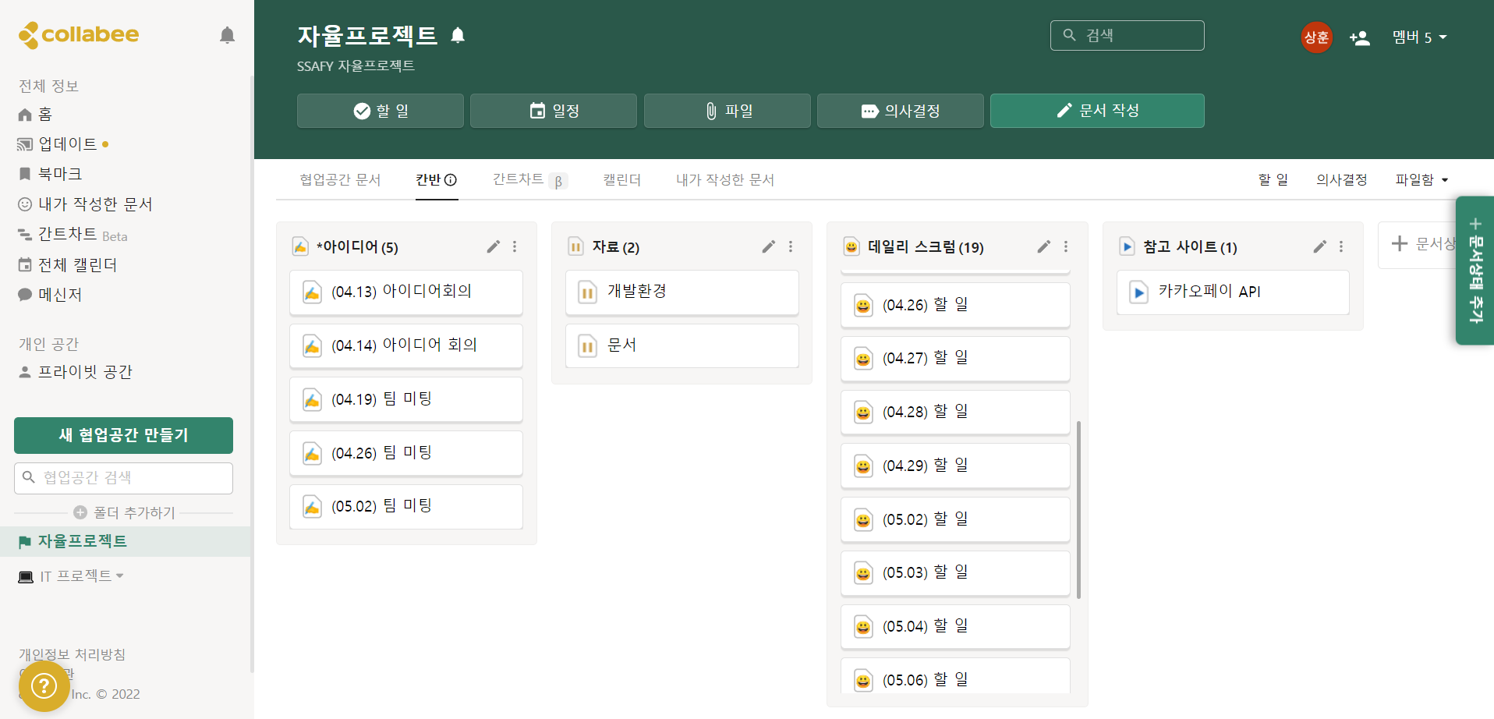 collabee
전체 정보
홈
업데이트
북마크
내가 작성한 문서
간트차트 Beta
전체 캘린더
메신저
개인 공간
프라이빗 공간
새 협업공간 만들기
협업공간 검색
폴더 추가하기
자율프로젝트
IT 프로젝트
개인정보 처리방침
Inc. © 2022
자율프로젝트
SSAFY 자율프로젝트
검색
상훈
멤버 5
할 일
일정
파일
의사결정
문서 작성
협업공간 문서
칸반
간트차트 β
캘린더
내가 작성한 문서
할 일
의사결정
파일함
*아이디어(5)
(04.13) 아이디어회의
(04.14) 아이디어 회의
(04.19) 팀 미팅
(04.26) 팀 미팅
(05.02) 팀 미팅
자료(2)
개발환경
문서
데일리 스크럼(19)
(04.26) 할 일
(04.27) 할 일
(04.28) 할 일
(04.29) 할 일
(05.02) 할 일
(05.03) 할 일
(05.04) 할 일
(05.06) 할 일
참고 사이트(1)
카카오페이 API
+ 문서상
+ 문서상태 추가